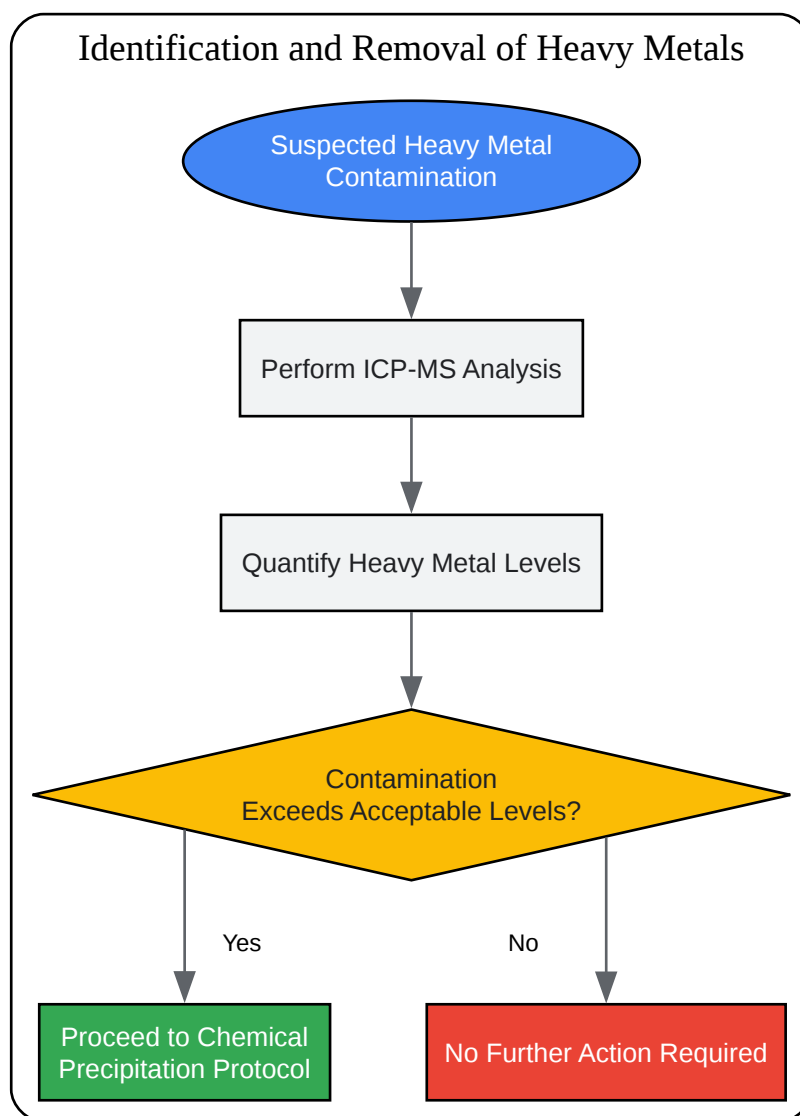 Identification and Removal of Heavy Metals
Suspected Heavy Metal
Contamination
Perform ICP-MS Analysis
Quantify Heavy Metal Levels
Contamination
Exceeds Acceptable Levels?
Yes
No
Proceed to Chemical
Precipitation Protocol
No Further Action Required